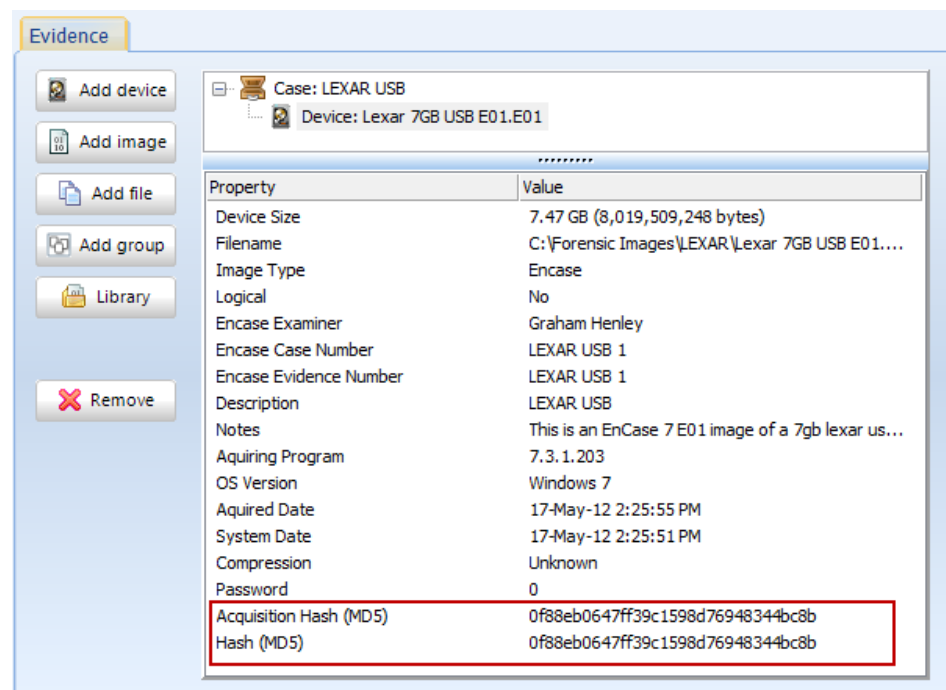 Evidence
Add device
Add image
Add file
Add group
Library
Remove
Case: LEXAR USB
Device: Lexar 7GB USB E01.E01
Property Value
Device Size 7.47 GB (8,019,509,248 bytes)
Filename C:\Forensic Images\LEXAR\Lexar 7GB USB E01....
Image Type Encase
Logical No
Encase Examiner Graham Henley
Encase Case Number LEXAR USB 1
Encase Evidence Number LEXAR USB 1
Description LEXAR USB
Notes This is an EnCase 7 E01 image of a 7gb lexar us...
Aquiring Program 7.3.1.203
OS Version Windows 7
Aquired Date 17-May-12 2:25:55 PM
System Date 17-May-12 2:25:51 PM
Compression Unknown
Password 0
Acquisition Hash (MD5) 0f88eb0647ff39c1598d76948344bc8b
Hash (MD5) 0f88eb0647ff39c1598d76948344bc8b